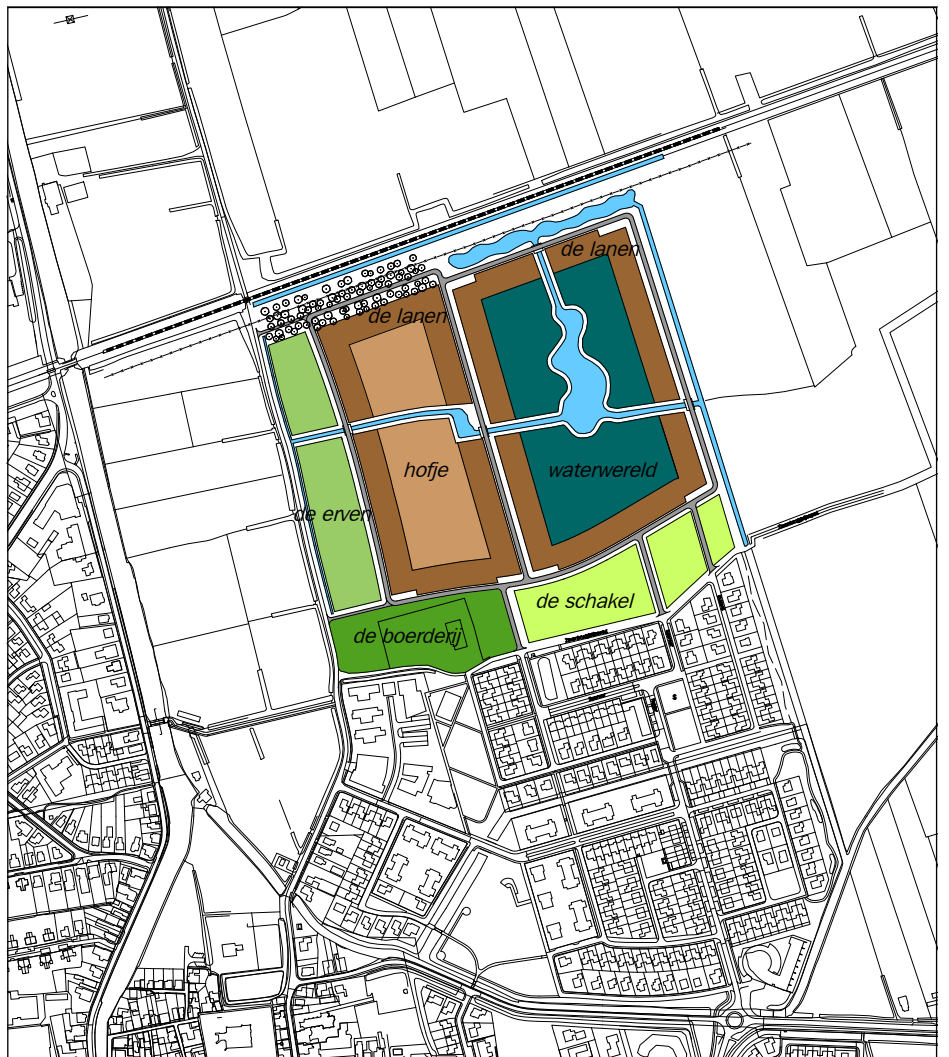 de lanen
de lanen
hofje
waterwereld
de erven
de schakel
de boerderij